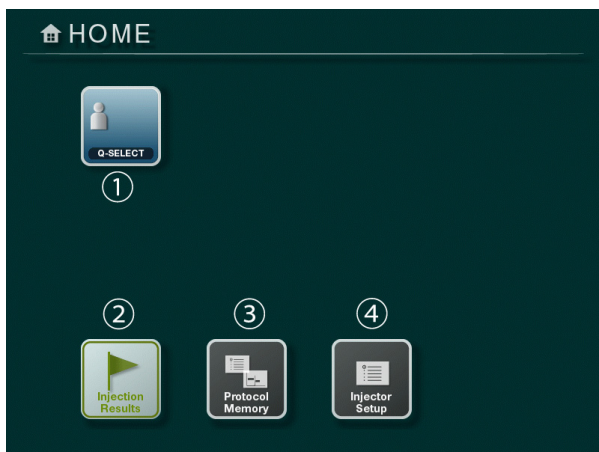 HOME
Q-SELECT
①
② ③ ④
Injection
Results
Protocol
Memory
Injector
Setup